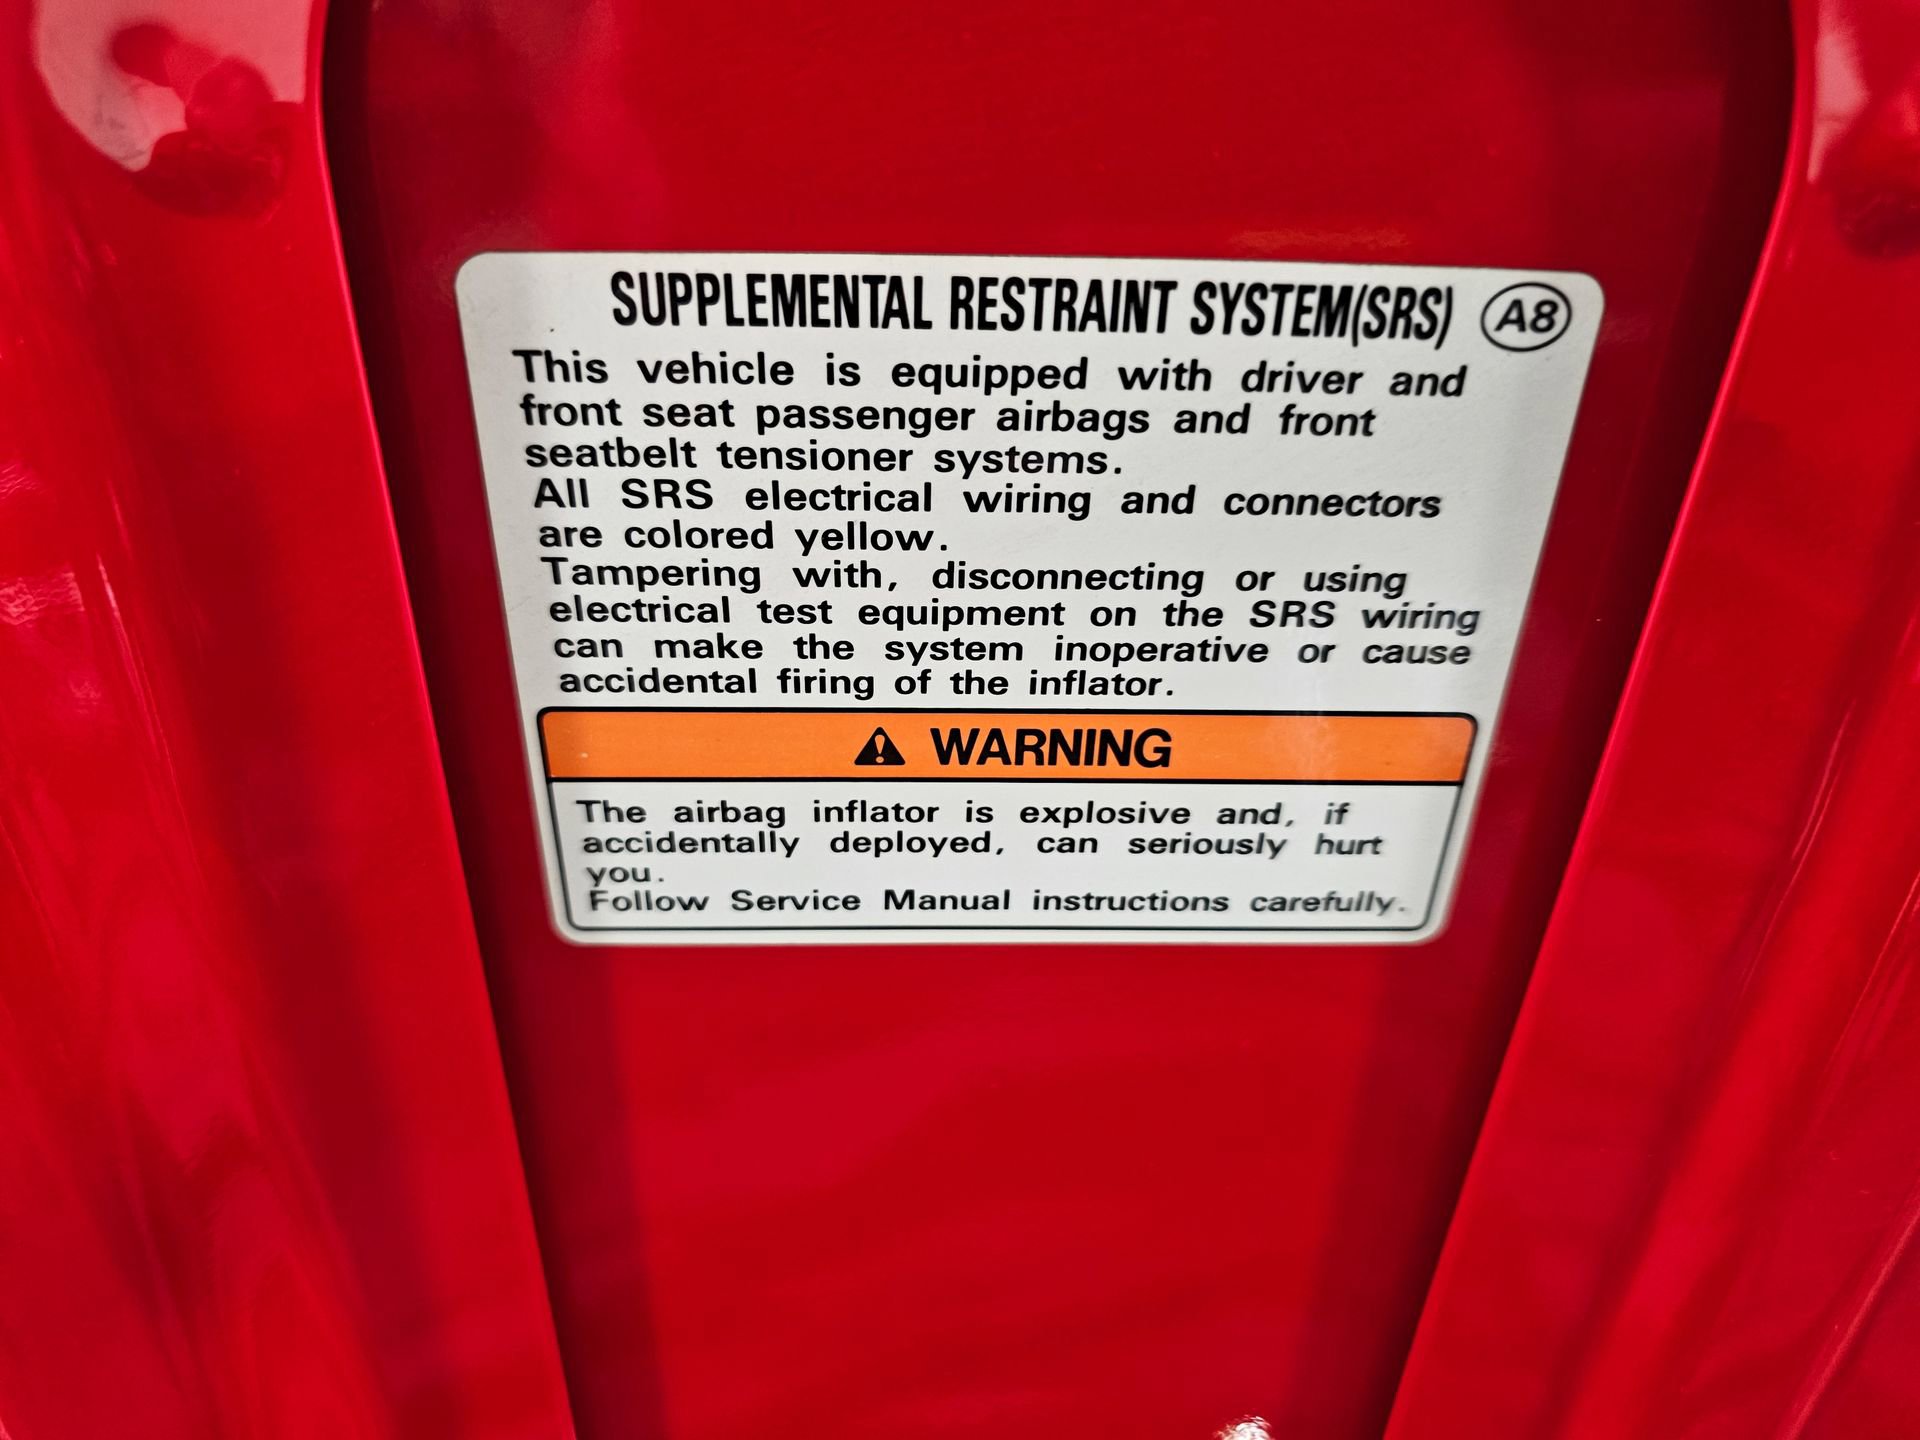 SUPPLEMENTAL RESTRAINT SYSTEM(SRS) A8
This vehicle is equipped with driver and
front seat passenger airbags and front
seatbelt tensioner systems.
All SRS electrical wiring and connectors
are colored yellow.
Tampering with, disconnecting or using
electrical test equipment on the SRS wiring
can make the system inoperative or cause
accidental firing of the inflator.
WARNING
The airbag inflator is explosive and, if
accidentally deployed, can seriously hurt
you.
Follow Service Manual instructions carefully.